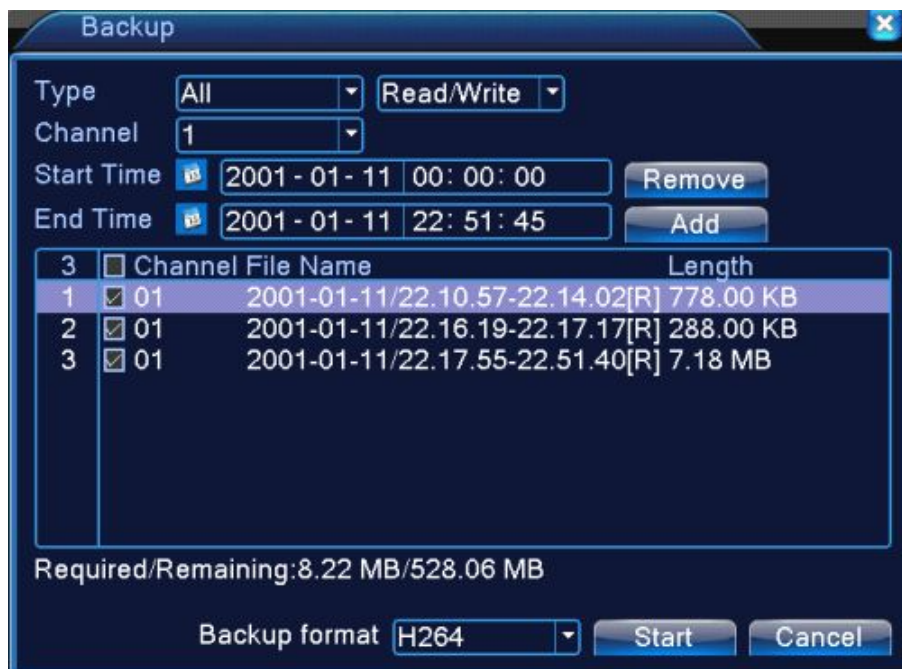 Backup
Type All Read/Write
Channel 1
Start Time 2001 - 01 - 11 00: 00: 00 Remove
End Time 2001 - 01 - 11 22: 51: 45 Add
3 Channel File Name Length
1 01 2001-01-11/22.10.57-22.14.02[R] 778.00 KB
2 01 2001-01-11/22.16.19-22.17.17[R] 288.00 KB
3 01 2001-01-11/22.17.55-22.51.40[R] 7.18 MB
Required/Remaining:8.22 MB/528.06 MB
Backup format H264 Start Cancel